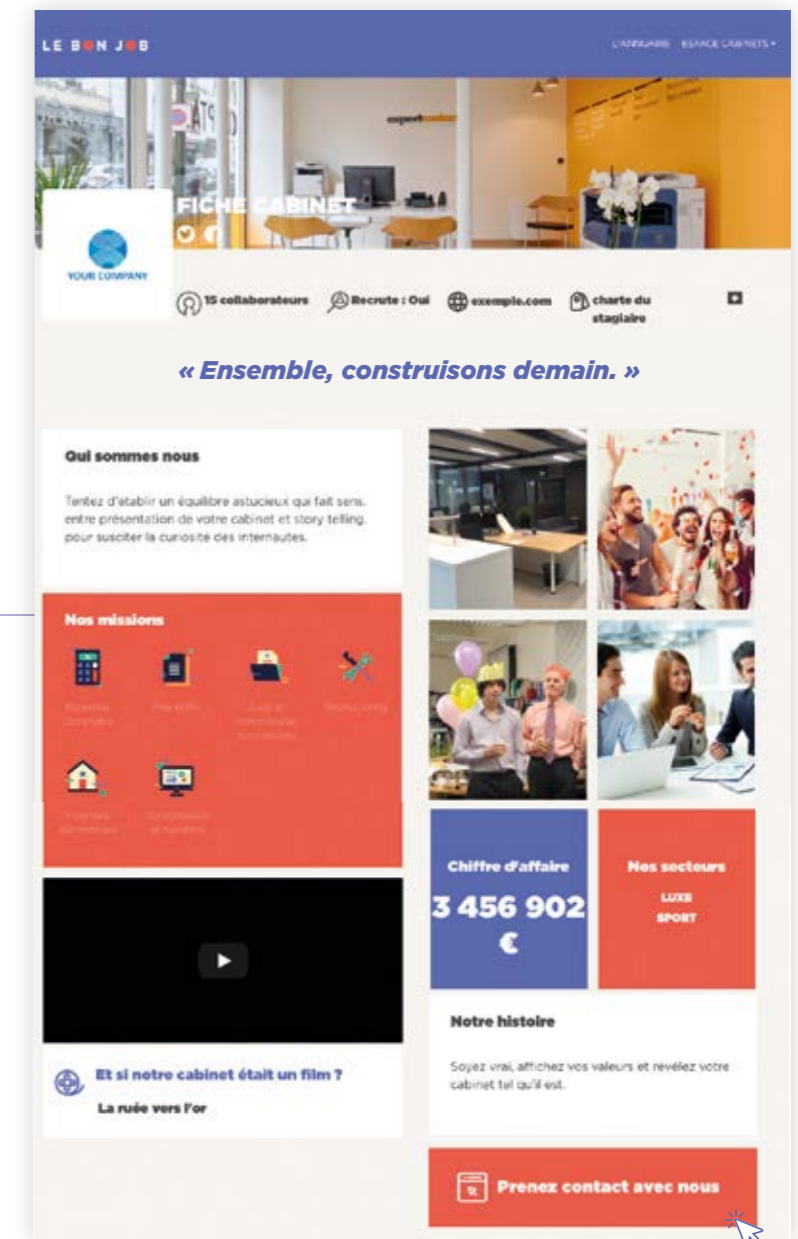 LE BON JOB
L'ANNUAIRE ESPACE CABINETS
FICHE CABINET
YOUR COMPANY
15 collaborateurs
Recrute : Oui
exemple.com
charte du
stagiaire
« Ensemble, construisons demain. »
Qui sommes nous
Tentez d'établir un équilibre astucieux qui fait sens,
entre présentation de votre cabinet et story telling,
pour susciter la curiosité des internautes.
Nos missions
Expertise
comptable
Restructuring
Chiffre d'affaire
3 456 902
€
Nos secteurs
LUXE
SPORT
Et si notre cabinet était un film ?
La ruée vers l'or
Notre histoire
Soyez vrai, affichez vos valeurs et revélez votre
cabinet tel qu'il est.
Prenez contact avec nous